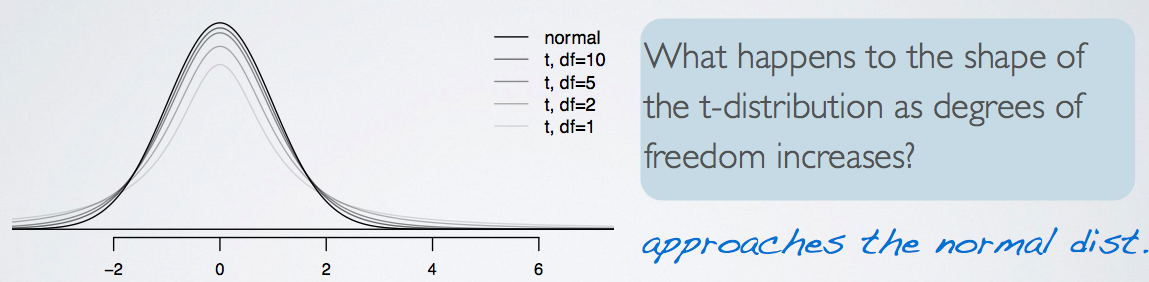 normal
t, df=10
t, df=5
t, df=2
t, df=1
−2 0 2 4 6
What happens to the shape of
the t-distribution as degrees of
freedom increases?
approaches the normal dist.